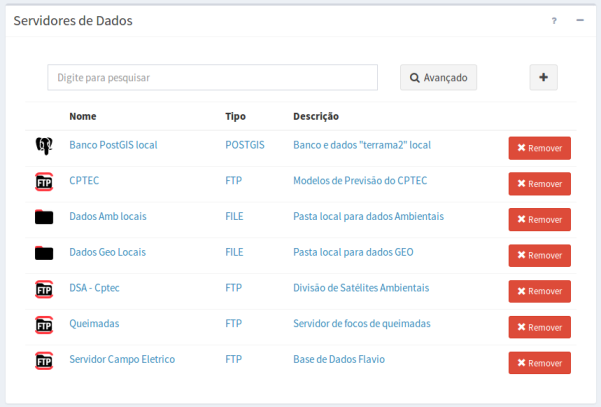 Servidores de Dados ? −
Digite para pesquisar Avançado +
Nome Tipo Descrição
Banco PostGIS local POSTGIS Banco e dados "terrama2" local Remover
FTP CPTEC FTP Modelos de Previsão do CPTEC Remover
Dados Amb locais FILE Pasta local para dados Ambientais Remover
Dados Geo Locais FILE Pasta local para dados GEO Remover
FTP DSA - Cptec FTP Divisão de Satélites Ambientais Remover
FTP Queimadas FTP Servidor de focos de queimadas Remover
FTP Servidor Campo Eletrico FTP Base de Dados Flavio Remover